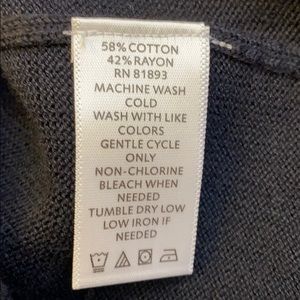 58% COTTON
42% RAYON
RN 81893
MACHINE WASH
COLD
WASH WITH LIKE
COLORS
GENTLE CYCLE
ONLY
NON-CHLORINE
BLEACH WHEN
NEEDED
TUMBLE DRY LOW
LOW IRON IF
NEEDED